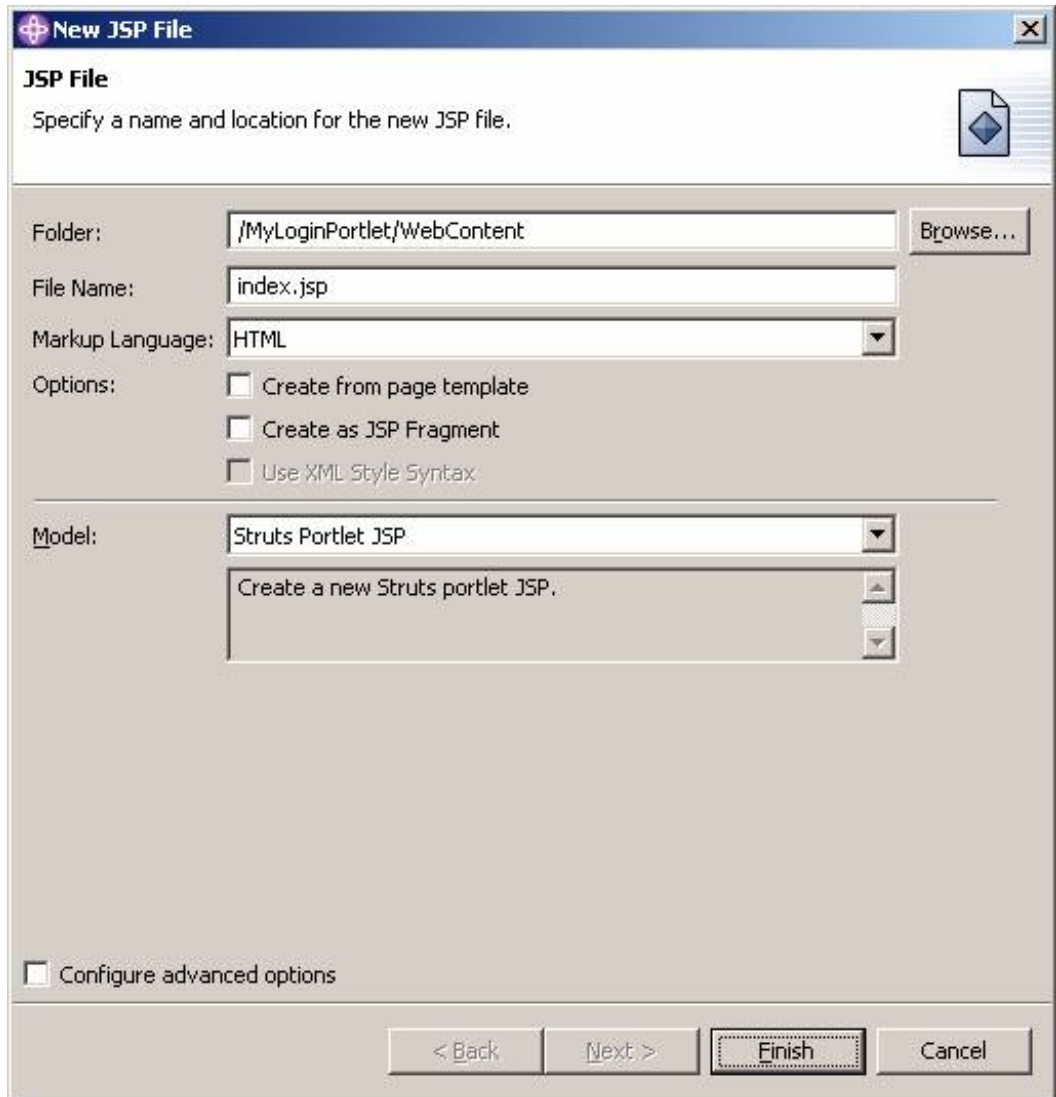 New JSP File
JSP File
Specify a name and location for the new JSP file.
Folder: /MyLoginPortlet/WebContent Browse...
File Name: index.jsp
Markup Language: HTML
Options: Create from page template
Create as JSP Fragment
Use XML Style Syntax
Model: Struts Portlet JSP
Create a new Struts portlet JSP.
Configure advanced options
< Back Next > Finish Cancel